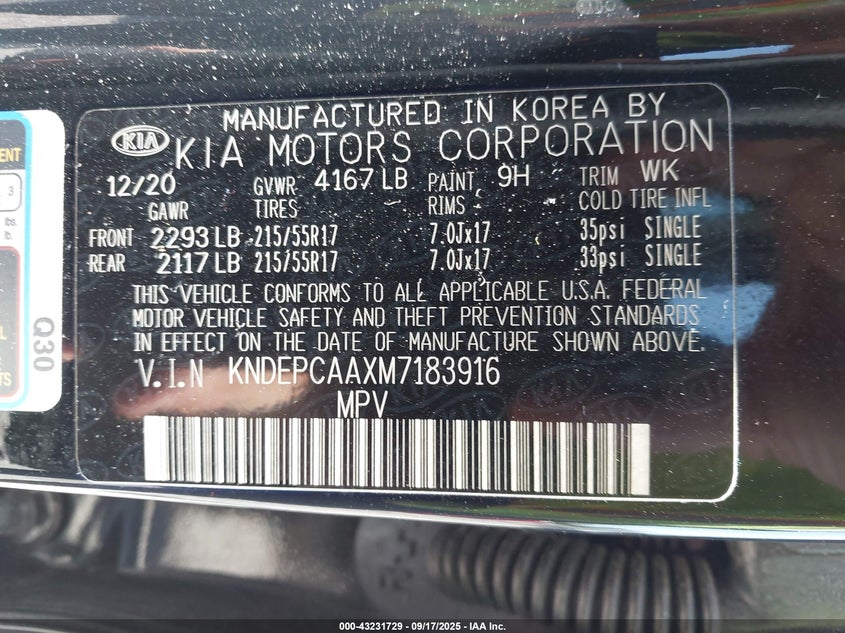 MANUFACTURED IN KOREA BY
KIA KIA MOTORS CORPORATION
12/20 GVWR 4167 LB PAINT 9H TRIM WK
GAWR TIRES RIMS COLD TIRE INFL
FRONT 2293 LB 215/55R17 7.0Jx17 35psi SINGLE
REAR 2117 LB 215/55R17 7.0Jx17 33psi SINGLE
THIS VEHICLE CONFORMS TO ALL APPLICABLE U.S.A. FEDERAL
MOTOR VEHICLE SAFETY AND THEFT PREVENTION STANDARDS
IN EFFECT ON THE DATE OF MANUFACTURE SHOWN ABOVE.
V.I.N KNDEPCAAXM7183916
MPV
3
lbs.
lb.
Q30
000-43231729 - 09/17/2025 - IAA Inc.